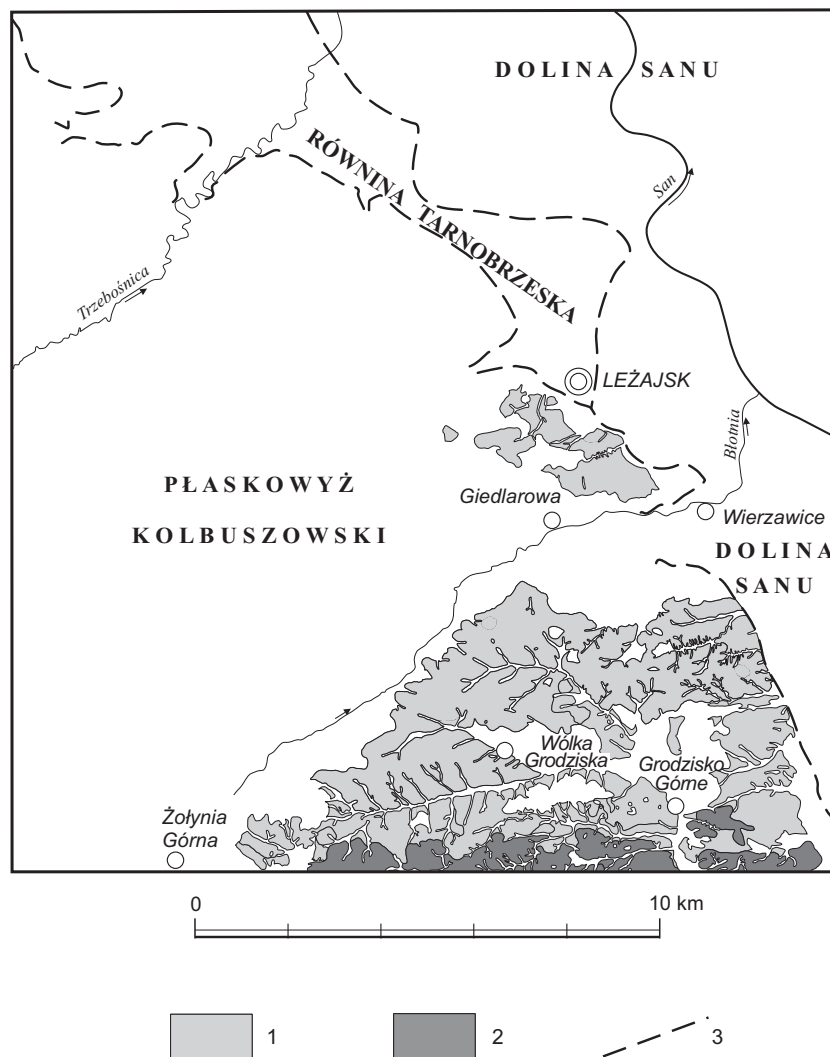 DOLINA SANU
RÓWNINA TARNOBRZESKA
San
Trzebośnica
LEŻAJSK
Błotnia
PŁASKOWYŻ
KOLBUSZOWSKI
Giedlarowa
Wierzawice
DOLINA
SANU
Wólka
Grodziska
Grodzisko
Górne
Żołynia
Górna
0 10 km
1 2 3